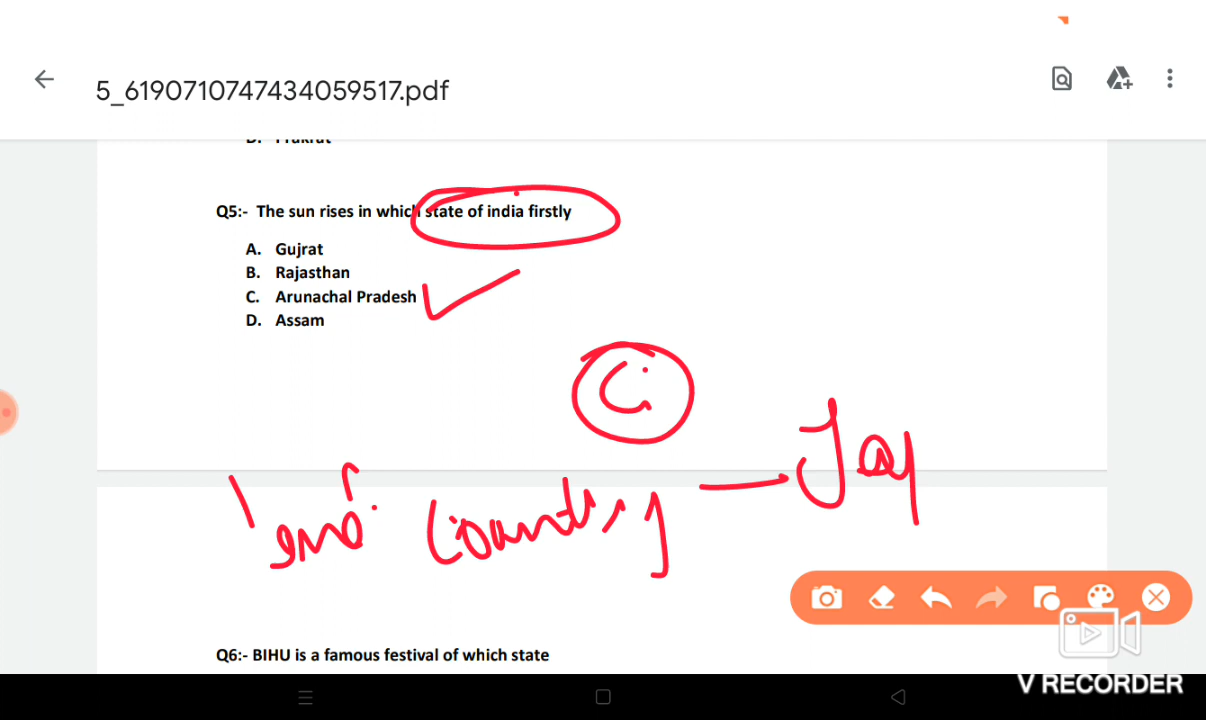 5_6190710747434059517.pdf
Q5:- The sun rises in which state of india firstly
A. Gujrat
B. Rajasthan
C. Arunachal Pradesh
D. Assam
C
Country — Jap
Q6:- BIHU is a famous festival of which state
V RECORDER